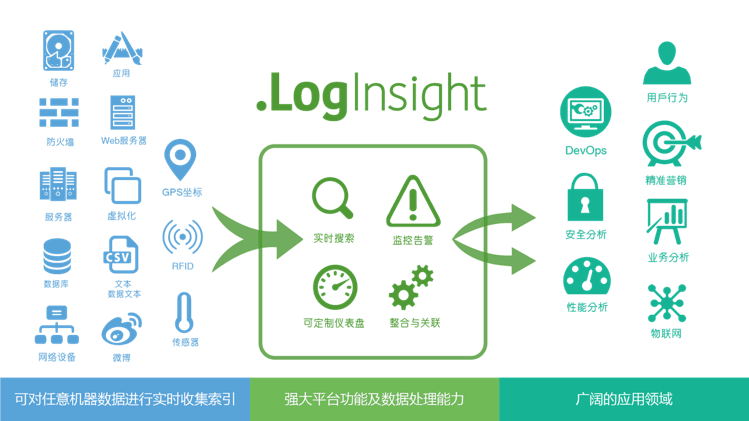 .LogInsight
储存
应用
防火墙
Web服务器
GPS坐标
服务器
虚拟化
RFID
数据库
CSV
文本
数据文本
传感器
网络设备
微博
实时搜索
监控告警
可定制仪表盘
整合与关联
用戶行为
DevOps
精准营销
安全分析
业务分析
性能分析
物联网
可对任意机器数据进行实时收集索引
强大平台功能及数据处理能力
广阔的应用领域